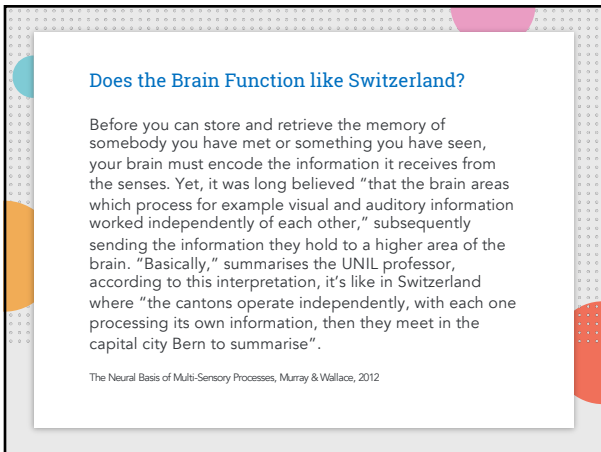 Does the Brain Function like Switzerland?
Before you can store and retrieve the memory of
somebody you have met or something you have seen,
your brain must encode the information it receives from
the senses. Yet, it was long believed “that the brain areas
which process for example visual and auditory information
worked independently of each other,” subsequently
sending the information they hold to a higher area of the
brain. “Basically,” summarises the UNIL professor,
according to this interpretation, it’s like in Switzerland
where “the cantons operate independently, with each one
processing its own information, then they meet in the
capital city Bern to summarise”.
The Neural Basis of Multi-Sensory Processes, Murray & Wallace, 2012